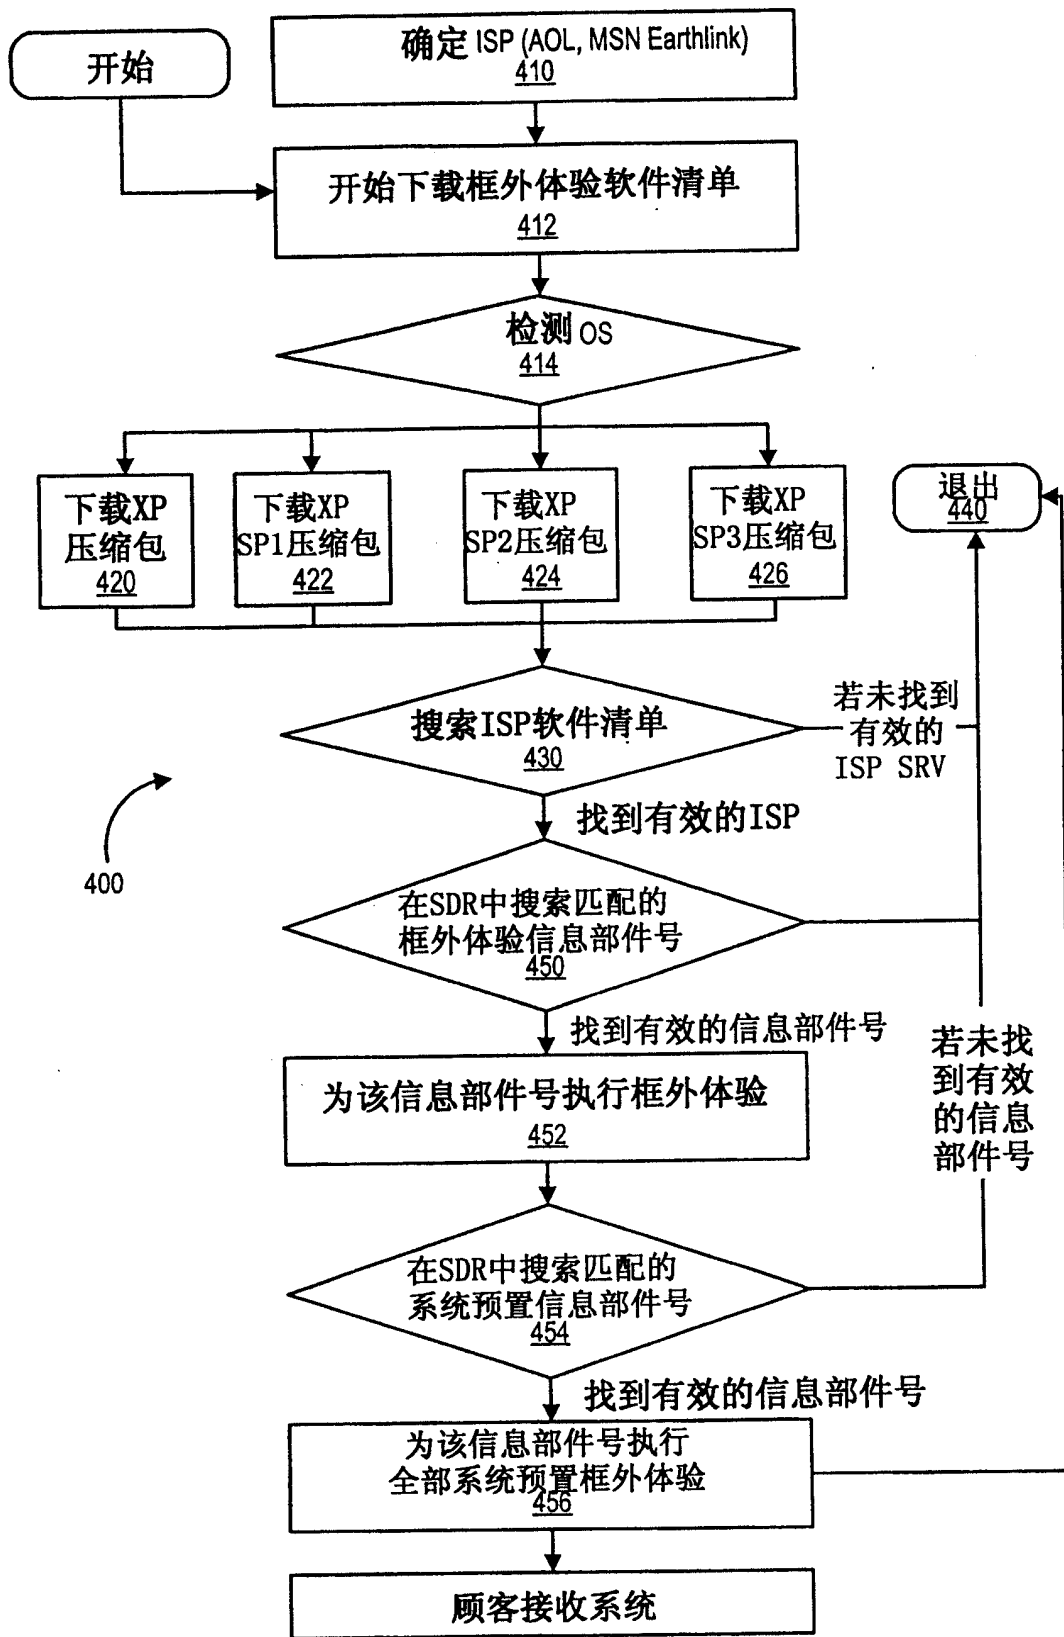 开始
确定 ISP (AOL, MSN Earthlink)
410
开始下载框外体验软件清单
412
检测OS
414
下载XP
压缩包
420
下载XP
SP1压缩包
422
下载XP
SP2压缩包
424
下载XP
SP3压缩包
426
退出
440
搜索ISP软件清单
430
若未找到
有效的
ISP SRV
找到有效的ISP
400
在SDR中搜索匹配的
框外体验信息部件号
450
找到有效的信息部件号
若未找
到有效
的信息
部件号
为该信息部件号执行框外体验
452
在SDR中搜索匹配的
系统预置信息部件号
454
找到有效的信息部件号
为该信息部件号执行
全部系统预置框外体验
456
顾客接收系统